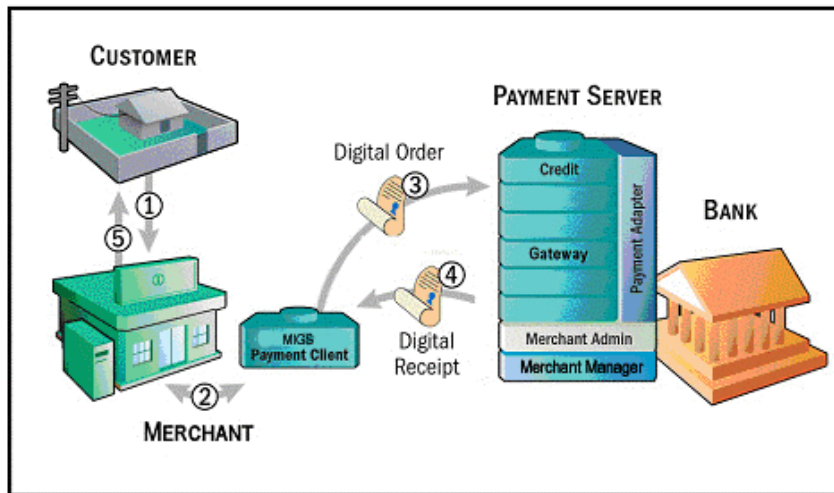 CUSTOMER
PAYMENT SERVER
Digital Order
③
Credit
Payment Adapter
BANK
①
⑤
Gateway
④
MIGS
Payment Client
Digital
Receipt
Merchant Admin
Merchant Manager
②
MERCHANT